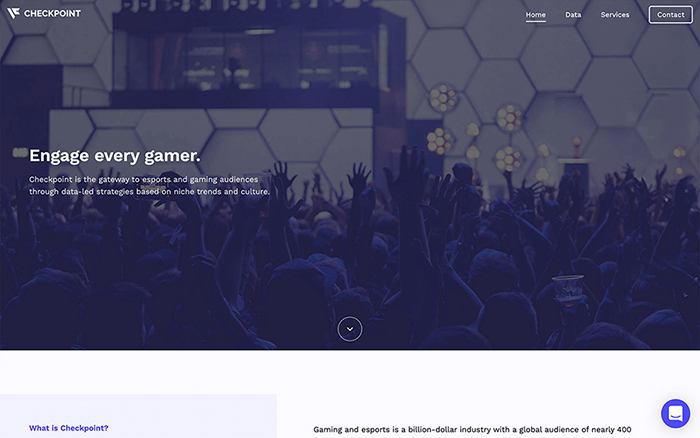 CHECKPOINT
Home
Data
Services
Contact
Engage every gamer.
Checkpoint is the gateway to esports and gaming audiences
through data-led strategies based on niche trends and culture.
What is Checkpoint?
Gaming and esports is a billion-dollar industry with a global audience of nearly 400